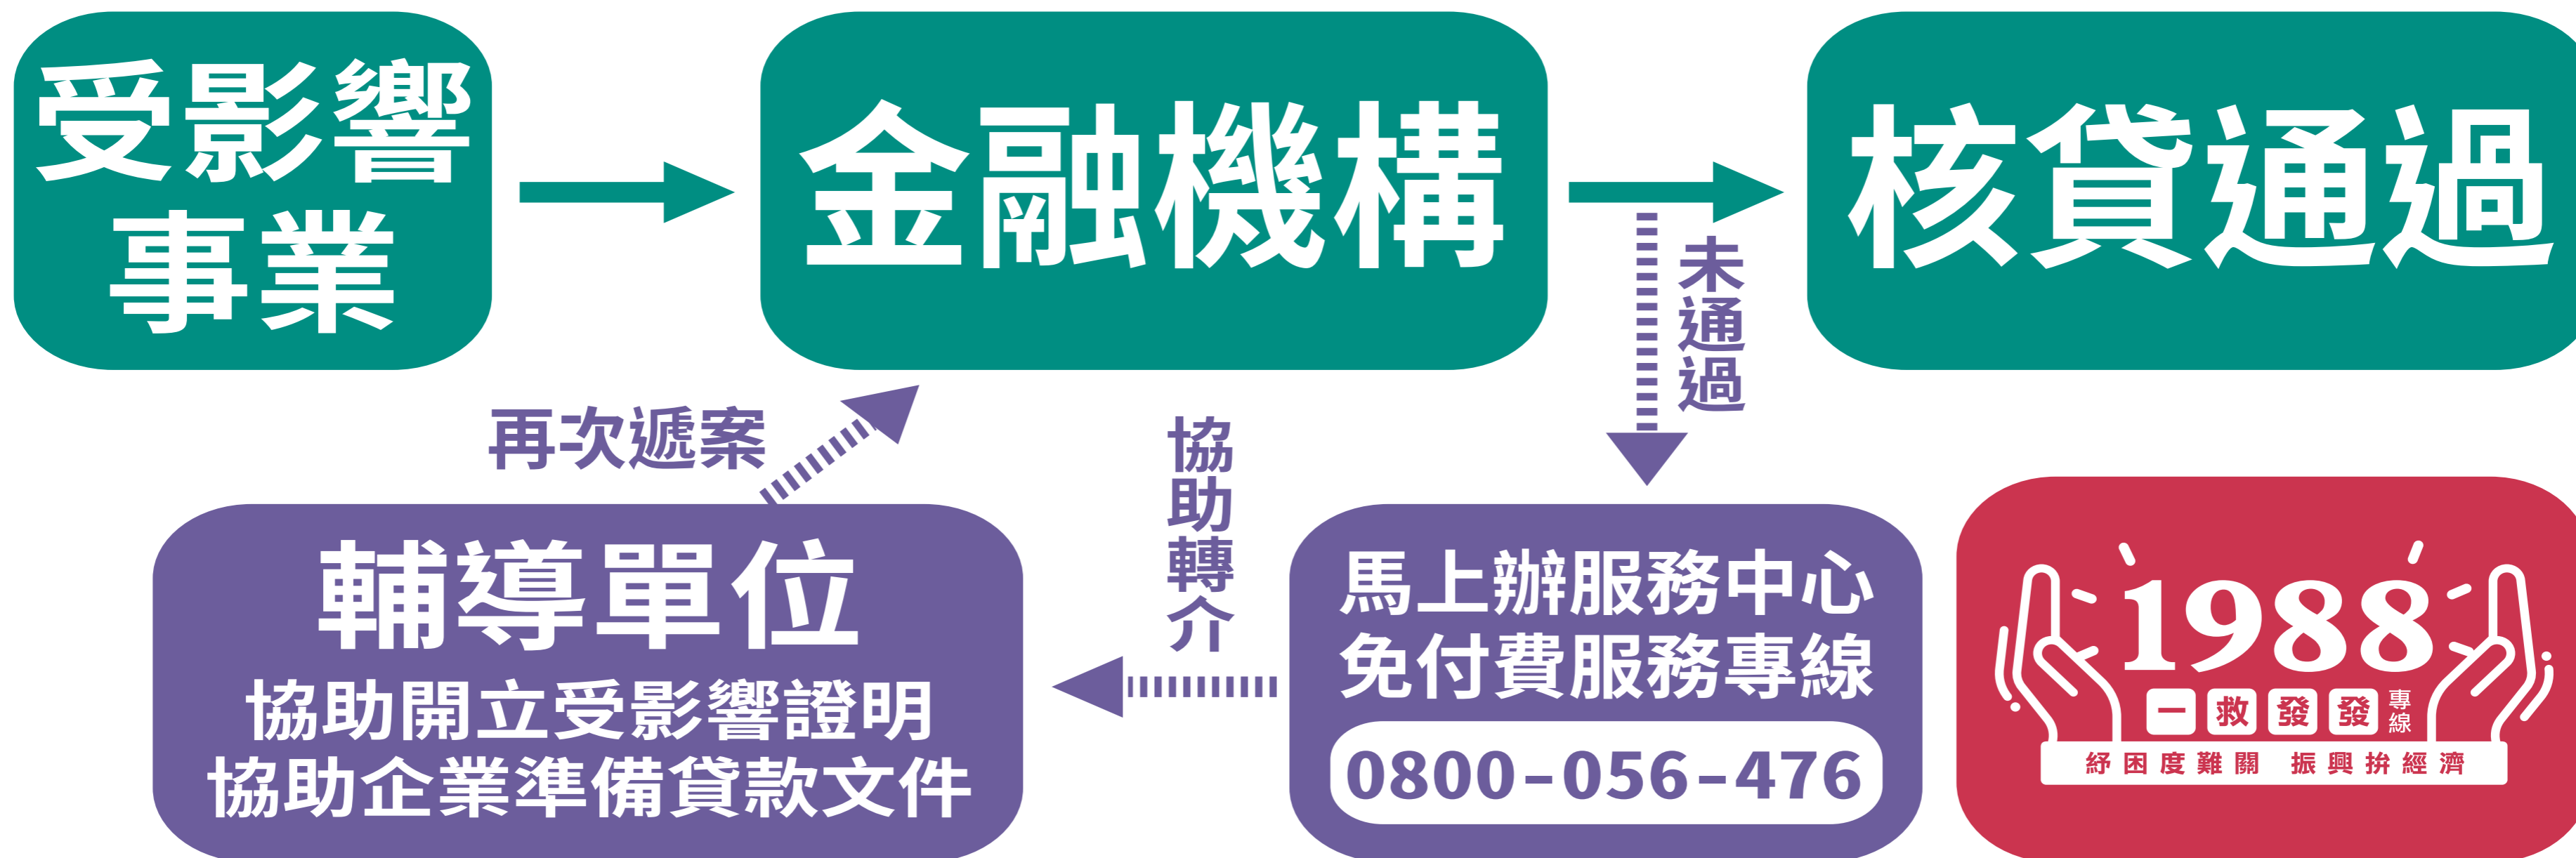 受影響
事業
金融機構
核貸通過
未通過
再次遞案
協助轉介
輔導單位
協助開立受影響證明
協助企業準備貸款文件
馬上辦服務中心
免付費服務專線
0800-056-476
1988
一救發發
專線
紓困度難關 振興拚經濟